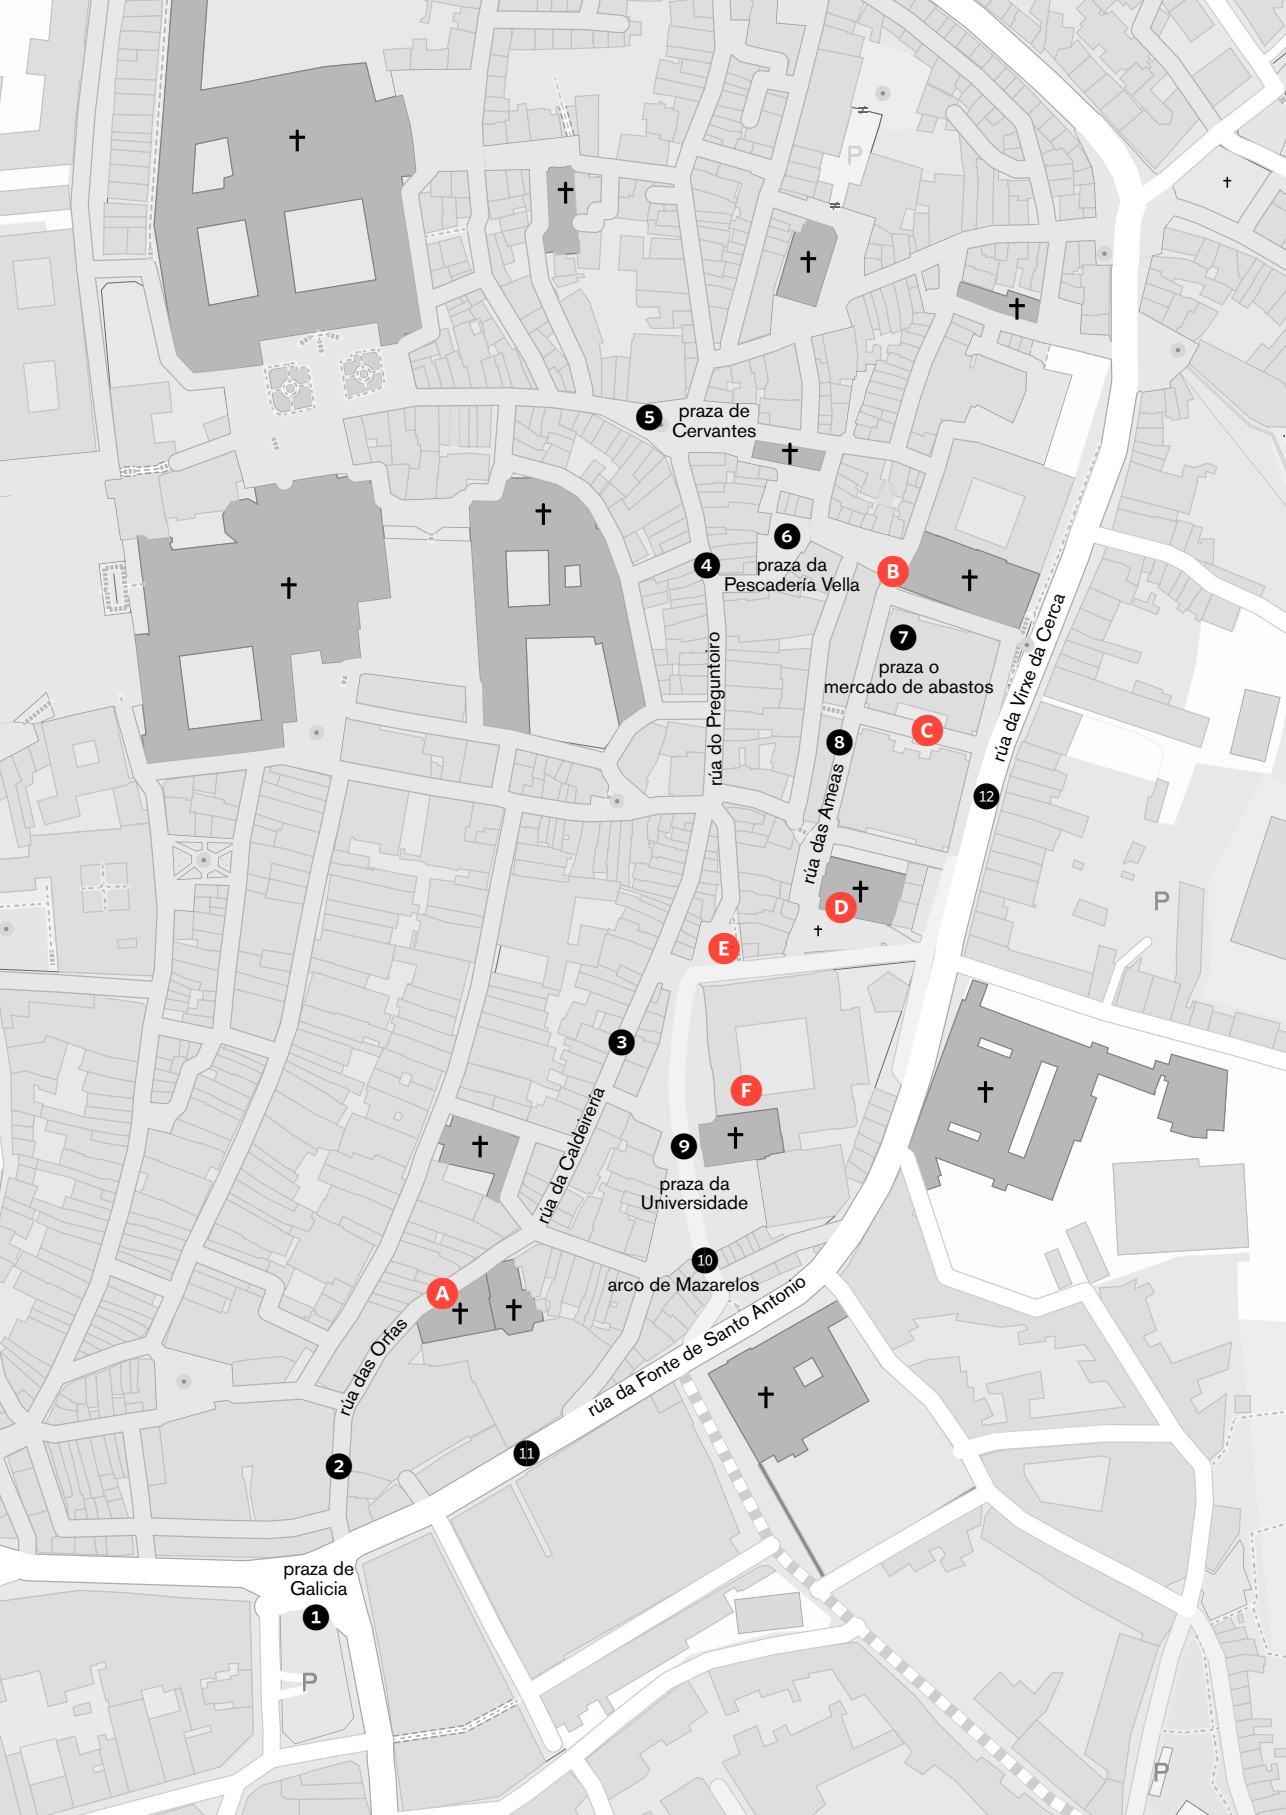 P
5
praza de
Cervantes
6
praza da
Pescadería Vella
4
B
7
praza o
mercado de abastos
rúa da Virxe da Cerca
rúa do Preguntoiro
C
8
12
rúa das Ameas
D
P
E
3
F
rúa da Caldeirería
9
praza da
Universidade
10
arco de Mazarelos
A
rúa das Orfas
rúa da Fonte de Santo Antonio
11
2
praza de
Galicia
1
P
P